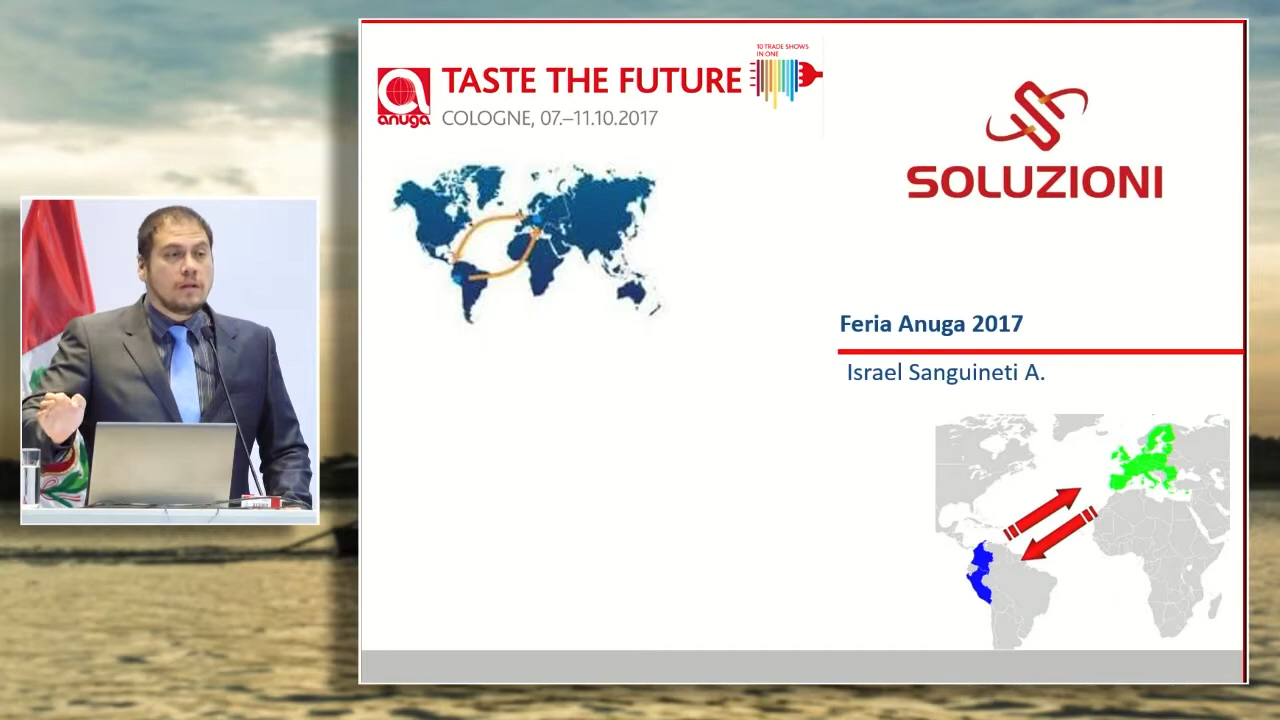 10 TRADE SHOWS
IN ONE
TASTE THE FUTURE
anuga
COLOGNE, 07.–11.10.2017
SOLUZIONI
Feria Anuga 2017
Israel Sanguineti A.